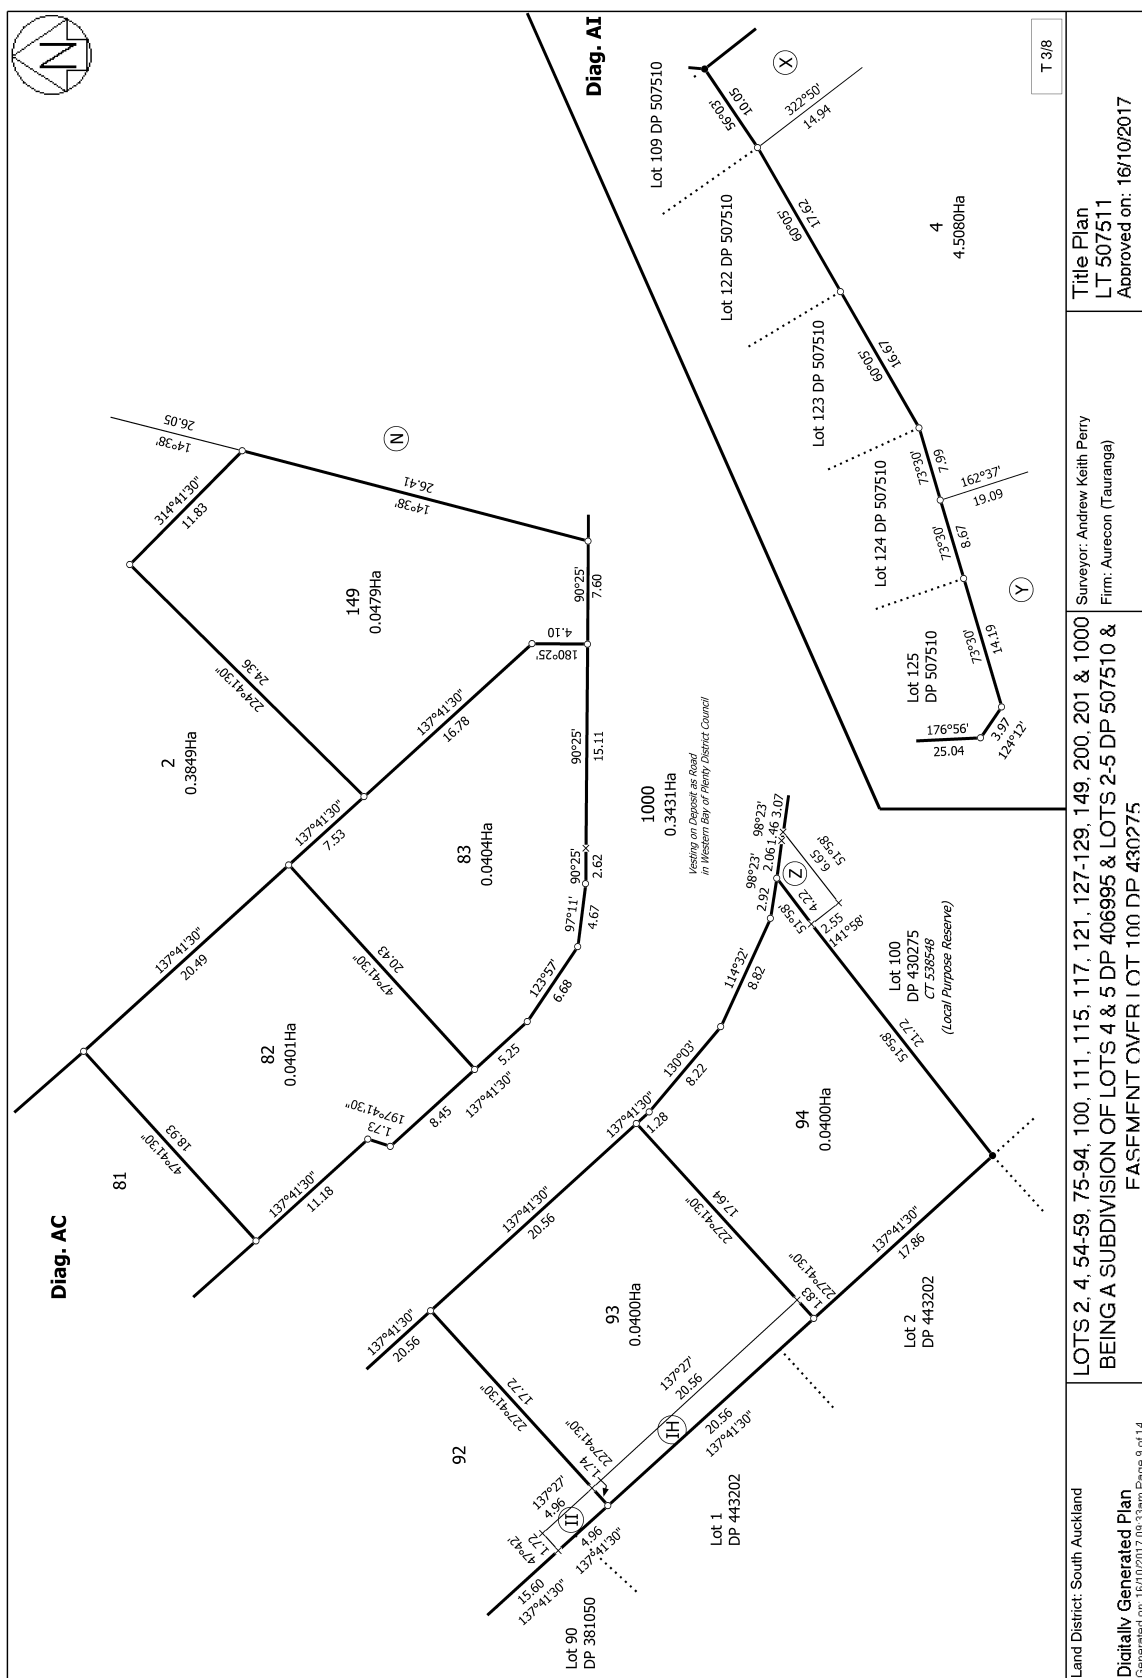 N
Diag. AC
81
47°41'30"
18.93
137°41'30"
11.18
197°41'30"
1.73
137°41'30"
20.49
82
0.0401Ha
8.45
137°41'30"
47°41'30"
20.43
5.25
2
0.3849Ha
137°41'30"
7.53
224°41'30"
24.36
314°41'30"
11.83
14°38'
26.05
149
0.0479Ha
14°38'
26.41
N
137°41'30"
16.78
83
0.0404Ha
180°25'
4.10
90°25'
7.60
90°25'
15.11
90°25'
2.62
97°11'
4.67
123°57'
6.68
1000
0.3431Ha
Vesting on Deposit as Road
in Western Bay of Plenty District Council
137°41'30"
20.56
92
227°41'30"
17.72
137°41'30"
20.56
93
0.0400Ha
227°41'30"
17.64
137°41'30"
1.28
130°03'
8.22
114°32'
8.82
98°23'
2.92
2.06
1.46
98°23'
3.07
Z
51°58'
4.22
6.65
51°58'
2.55
141°58'
94
0.0400Ha
51°58'
21.72
Lot 100
DP 430275
CT 538548
(Local Purpose Reserve)
137°41'30"
17.86
227°41'30"
1.83
Lot 2
DP 443202
137°27'
20.56
IH
20.56
137°41'30"
227°41'30"
1.74
137°27'
4.96
II
47°42'
1.72
4.96
137°41'30"
15.60
137°41'30"
Lot 1
DP 443202
Lot 90
DP 381050
Diag. AI
Lot 109 DP 507510
56°03'
10.05
X
322°50'
14.94
Lot 122 DP 507510
60°05'
17.62
4
4.5080Ha
Lot 123 DP 507510
60°05'
16.67
Lot 124 DP 507510
73°30'
7.99
162°37'
19.09
73°30'
8.67
Y
Lot 125
DP 507510
73°30'
14.19
176°56'
25.04
3.97
124°12'
T 3/8
Land District: South Auckland
Digitally Generated Plan
Generated on: 16/10/2017 09:33am Page 9 of 14
LOTS 2, 4, 54-59, 75-94, 100, 111, 115, 117, 121, 127-129, 149, 200, 201 & 1000
BEING A SUBDIVISION OF LOTS 4 & 5 DP 406995 & LOTS 2-5 DP 507510 &
EASEMENT OVER LOT 100 DP 430275
Surveyor: Andrew Keith Perry
Firm: Aurecon (Tauranga)
Title Plan
LT 507511
Approved on: 16/10/2017